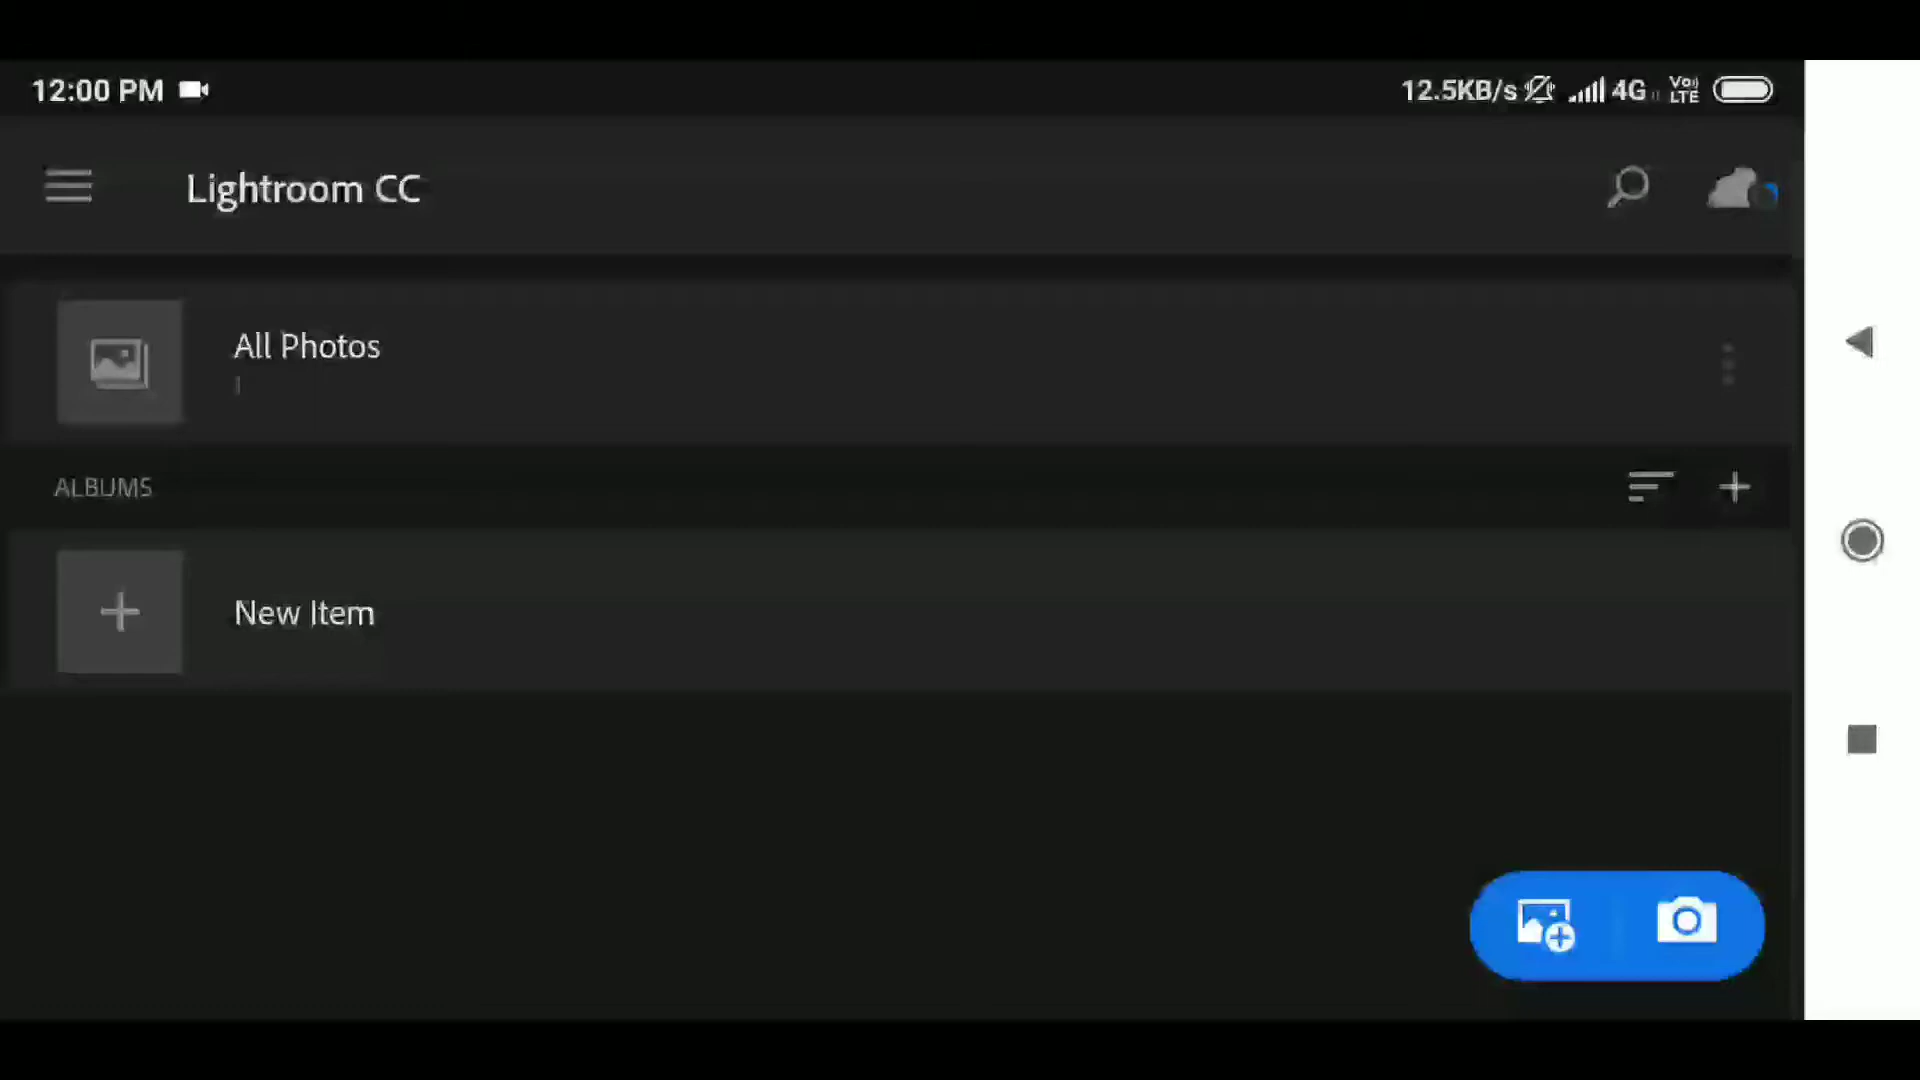 12:00 PM
12.5KB/s 4G Vo)) LTE
Lightroom CC
All Photos
ALBUMS
New Item